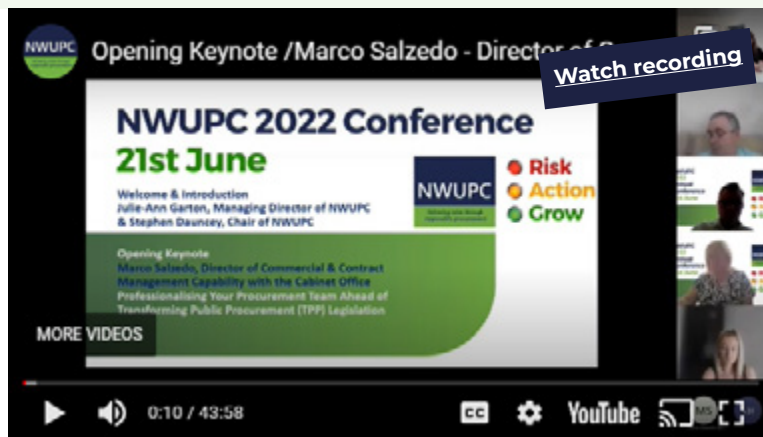 NWUPC
Opening Keynote /Marco Salzedo - Director of
Watch recording
NWUPC 2022 Conference
21st June
Welcome & Introduction
Julie-Ann Garton, Managing Director of NWUPC
& Stephen Dauncey, Chair of NWUPC
NWUPC
Risk
Action
Grow
Opening Keynote
Marco Salzedo, Director of Commercial & Contract
Management Capability with the Cabinet Office
Professionalising Your Procurement Team Ahead of
Transforming Public Procurement (TPP) Legislation
MORE VIDEOS
0:10 / 43:58
CC
YouTube
MS